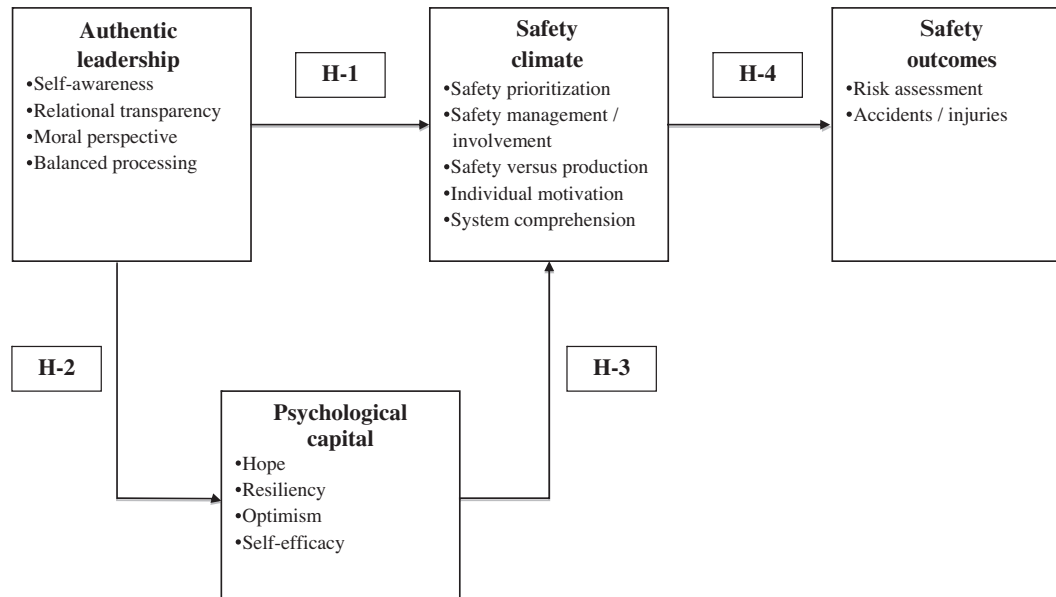 Authentic
leadership
•Self-awareness
•Relational transparency
•Moral perspective
•Balanced processing
H-1
Safety
climate
•Safety prioritization
•Safety management /
involvement
•Safety versus production
•Individual motivation
•System comprehension
H-4
Safety
outcomes
•Risk assessment
•Accidents / injuries
H-2
H-3
Psychological
capital
•Hope
•Resiliency
•Optimism
•Self-efficacy